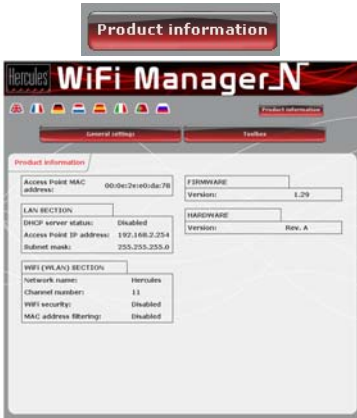 Product information
Hercules WiFi Manager N
Product information
General settings Toolbox
Product information
Access Point MAC address: 00:0e:2e:e0:da:78
LAN SECTION
DHCP server status: Disabled
Access Point IP address: 192.168.2.254
Subnet mask: 255.255.255.0
WIFI (WLAN) SECTION
Network name: Hercules
Channel number: 11
WiFi security: Disabled
MAC address filtering: Disabled
FIRMWARE
Version: 1.29
HARDWARE
Version: Rev. A